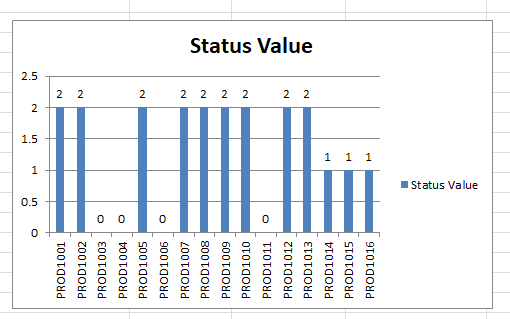 Status Value
2.5
2
1.5
1
0.5
0
2 2 0 0 2 0 2 2 2 2 0 2 2 1 1 1
PROD1001
PROD1002
PROD1003
PROD1004
PROD1005
PROD1006
PROD1007
PROD1008
PROD1009
PROD1010
PROD1011
PROD1012
PROD1013
PROD1014
PROD1015
PROD1016
Status Value